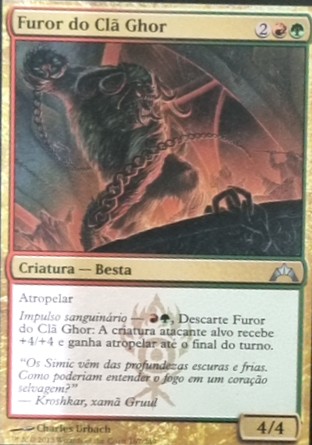 Furor do Clã Ghor 2
Criatura — Besta
Atropelar
Impulso sanguinário — , Descarte Furor
do Clã Ghor: A criatura atacante alvo recebe
+4/+4 e ganha atropelar até o final do turno.
“Os Simic vêm das profundezas escuras e frias.
Como poderiam entender o fogo em um coração
selvagem?”
— Kroshkar, xamã Gruul
Charles Urbach
4/4